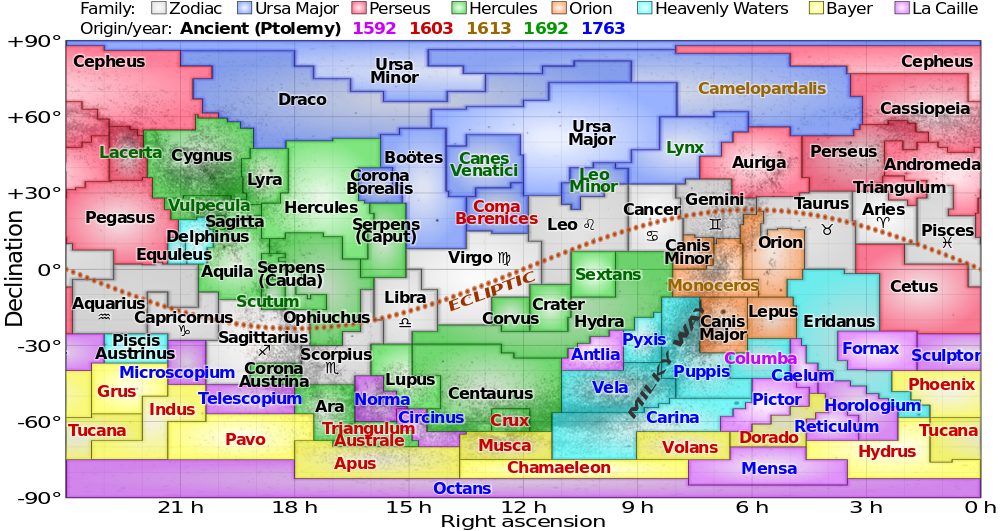 Family: Zodiac Ursa Major Perseus Hercules Orion Heavenly Waters Bayer La Caille
Origin/year: Ancient (Ptolemy) 1592 1603 1613 1692 1763
+90°
Cepheus
Ursa
Minor
Cepheus
Draco
Camelopardalis
Cassiopeia
+60°
Ursa
Major
Lacerta
Cygnus
Boötes
Canes
Venatici
Lynx
Auriga
Perseus
Andromeda
Lyra
Corona
Borealis
Leo
Minor
Triangulum
+30°
Vulpecula
Hercules
Coma
Berenices
Cancer
♋
Gemini
♊
Taurus
♉
Aries
♈
Pegasus
Sagitta
Delphinus
Serpens
(Caput)
Leo ♌
Pisces
♓
Equuleus
Virgo ♍
Canis
Minor
Orion
0°
Aquila
Serpens
(Cauda)
ECLIPTIC
Sextans
Monoceros
Cetus
Aquarius
♒
Scutum
Libra
♎
Crater
Capricornus
♑
Ophiuchus
Corvus
Hydra
MILKY WAY
Canis
Major
Lepus
Eridanus
-30°
Piscis
Austrinus
Sagittarius
♐
Scorpius
♏
Antlia
Pyxis
Columba
Fornax
Sculptor
Microscopium
Corona
Austrina
Lupus
Puppis
Caelum
Phoenix
Grus
Telescopium
Norma
Centaurus
Vela
Pictor
Horologium
Indus
Ara
Circinus
Crux
Carina
Reticulum
-60°
Tucana
Pavo
Triangulum
Australe
Musca
Volans
Dorado
Hydrus
Tucana
Apus
Chamaeleon
Mensa
Octans
-90°
21 h 18 h 15 h 12 h 9 h 6 h 3 h 0 h
Right ascension
Declination